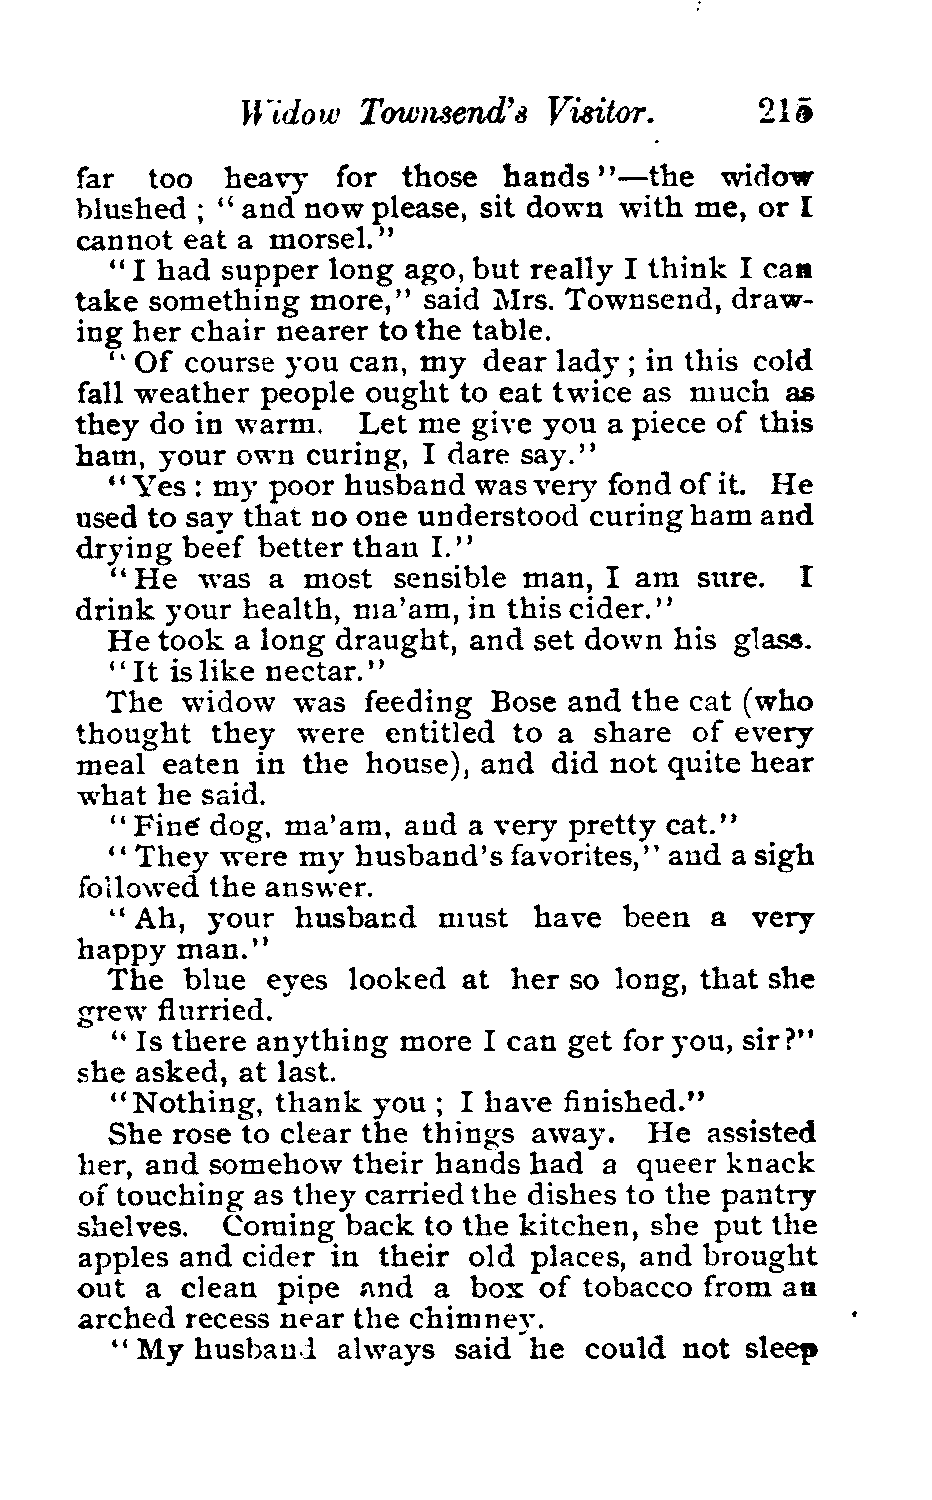 Widow Townsend's Visitor. 215
far too heavy for those hands"—the widow
blushed ; "and now please, sit down with me, or I
cannot eat a morsel."
"I had supper long ago, but really I think I can
take something more," said Mrs. Townsend, draw-
ing her chair nearer to the table.
"Of course you can, my dear lady ; in this cold
fall weather people ought to eat twice as much as
they do in warm. Let me give you a piece of this
ham, your own curing, I dare say."
"Yes : my poor husband was very fond of it. He
used to say that no one understood curing ham and
drying beef better than I."
"He was a most sensible man, I am sure. I
drink your health, ma'am, in this cider."
He took a long draught, and set down his glass.
"It is like nectar."
The widow was feeding Bose and the cat (who
thought they were entitled to a share of every
meal eaten in the house), and did not quite hear
what he said.
"Fine dog, ma'am, and a very pretty cat."
"They were my husband's favorites," and a sigh
followed the answer.
"Ah, your husband must have been a very
happy man."
The blue eyes looked at her so long, that she
grew flurried.
"Is there anything more I can get for you, sir?"
she asked, at last.
"Nothing, thank you ; I have finished."
She rose to clear the things away. He assisted
her, and somehow their hands had a queer knack
of touching as they carried the dishes to the pantry
shelves. Coming back to the kitchen, she put the
apples and cider in their old places, and brought
out a clean pipe and a box of tobacco from an
arched recess near the chimney.
"My husband always said he could not sleep